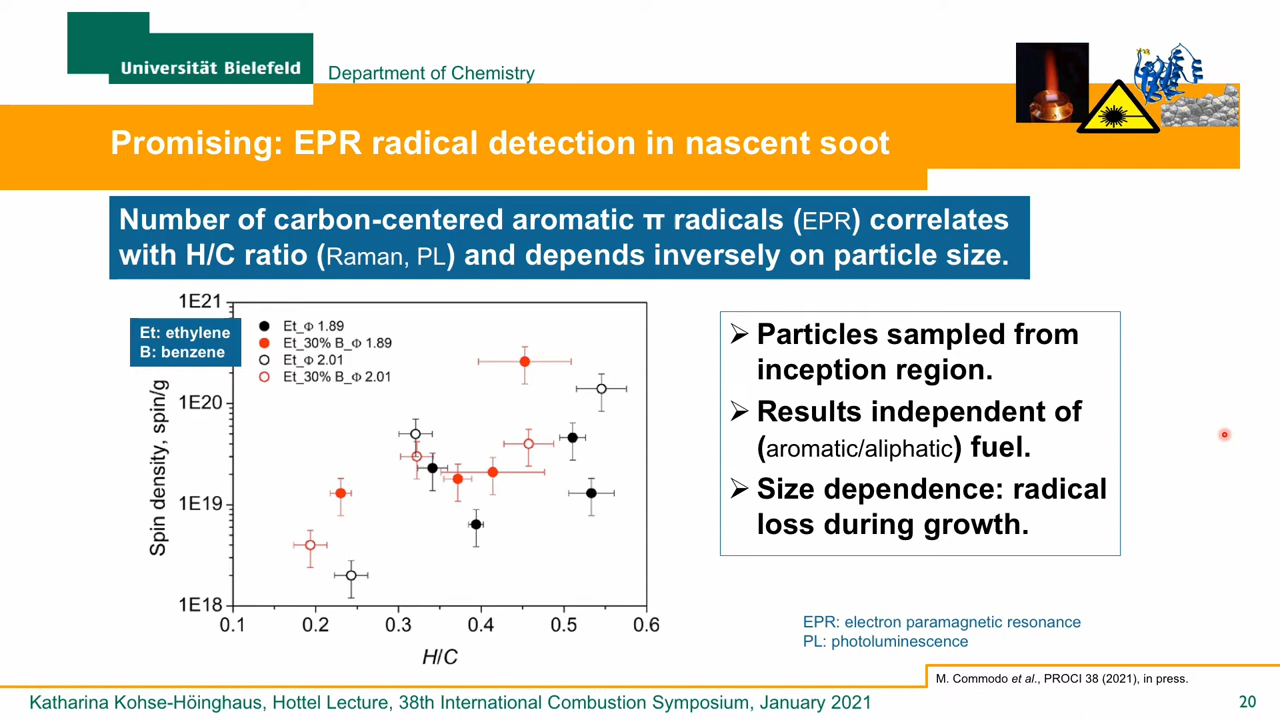 Universität Bielefeld
Department of Chemistry
Promising: EPR radical detection in nascent soot
Number of carbon-centered aromatic π radicals (EPR) correlates
with H/C ratio (Raman, PL) and depends inversely on particle size.
1E21
1E20
1E19
1E18
Spin density, spin/g
Et: ethylene
B: benzene
Et_Φ 1.89
Et_30% B_Φ 1.89
Et_Φ 2.01
Et_30% B_Φ 2.01
0.1 0.2 0.3 0.4 0.5 0.6
H/C
Particles sampled from
inception region.
Results independent of
(aromatic/aliphatic) fuel.
Size dependence: radical
loss during growth.
EPR: electron paramagnetic resonance
PL: photoluminescence
M. Commodo et al., PROCI 38 (2021), in press.
Katharina Kohse-Höinghaus, Hottel Lecture, 38th International Combustion Symposium, January 2021
20